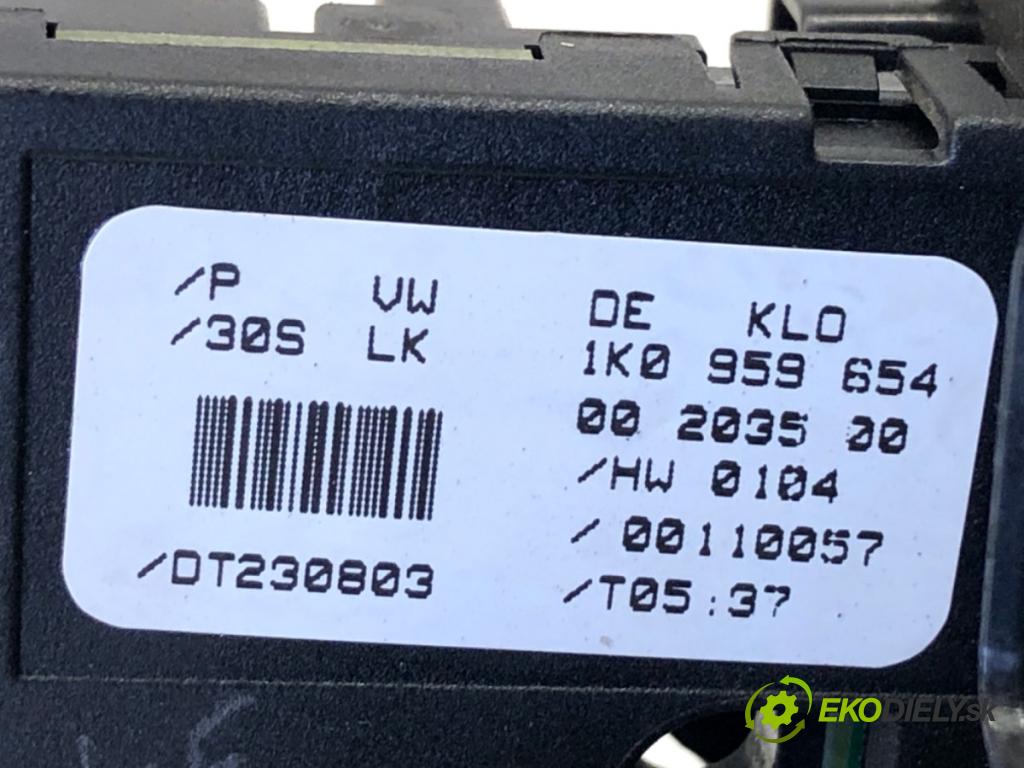 /P VW DE KLO
/30S LK 1K0 959 654
00 2035 00
/HW 0104
/ 00110057
/DT230803 /T05:37
EKODIELY.sk